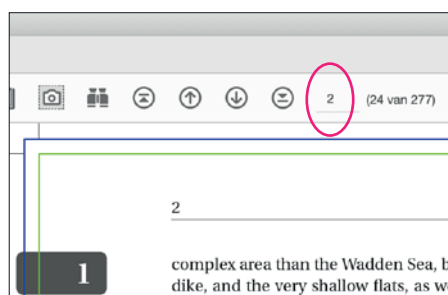 2 (24 van 277)
2
1
complex area than the Wadden Sea, b
dike, and the very shallow flats, as w